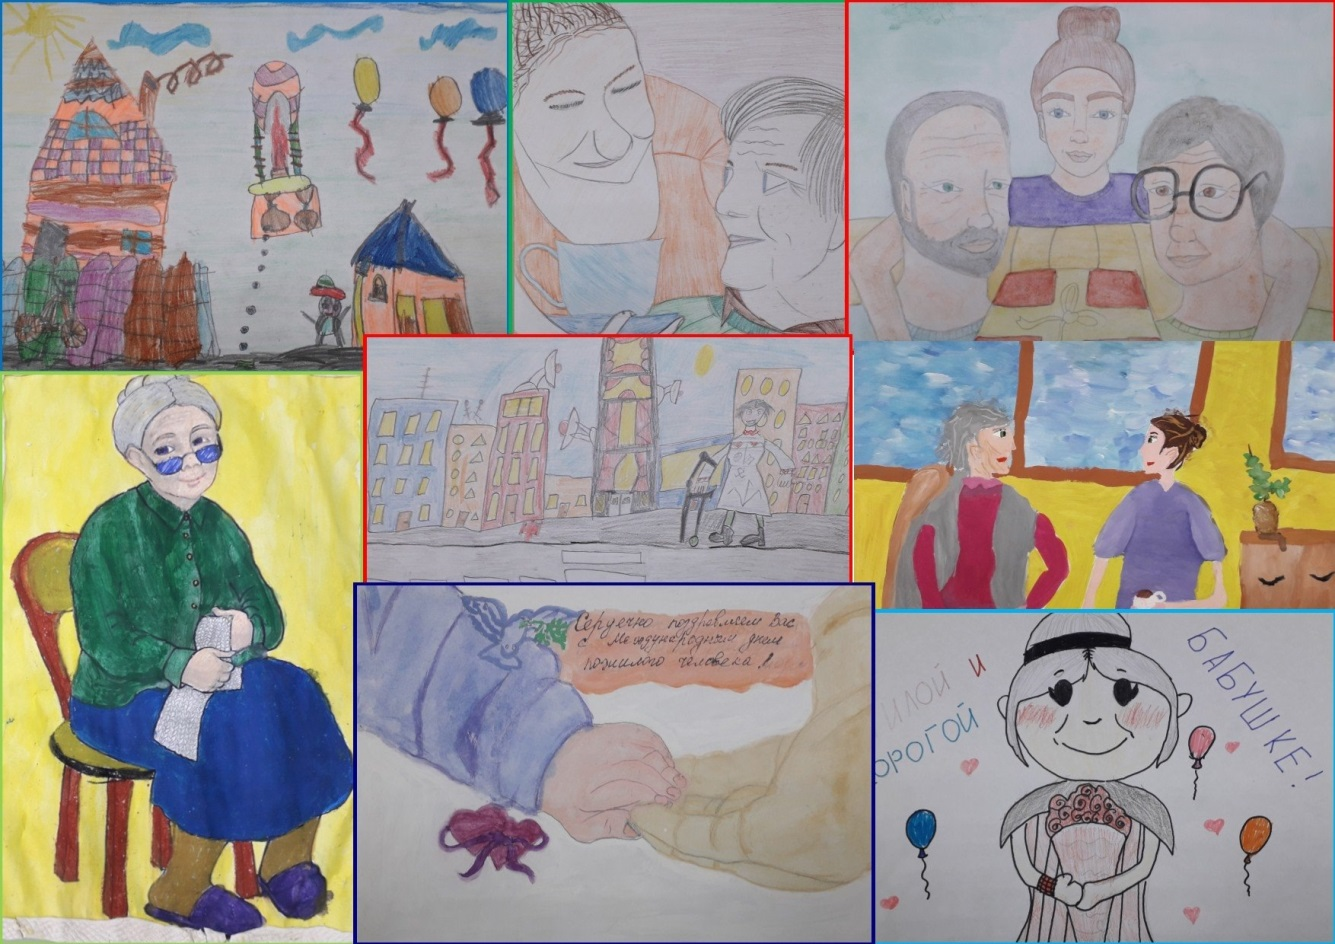 Сердечно поздравляем Вас
с Международным днем
пожилого человека!
ИЛОЙ И
ОРОГОЙ
БАБУШКЕ!